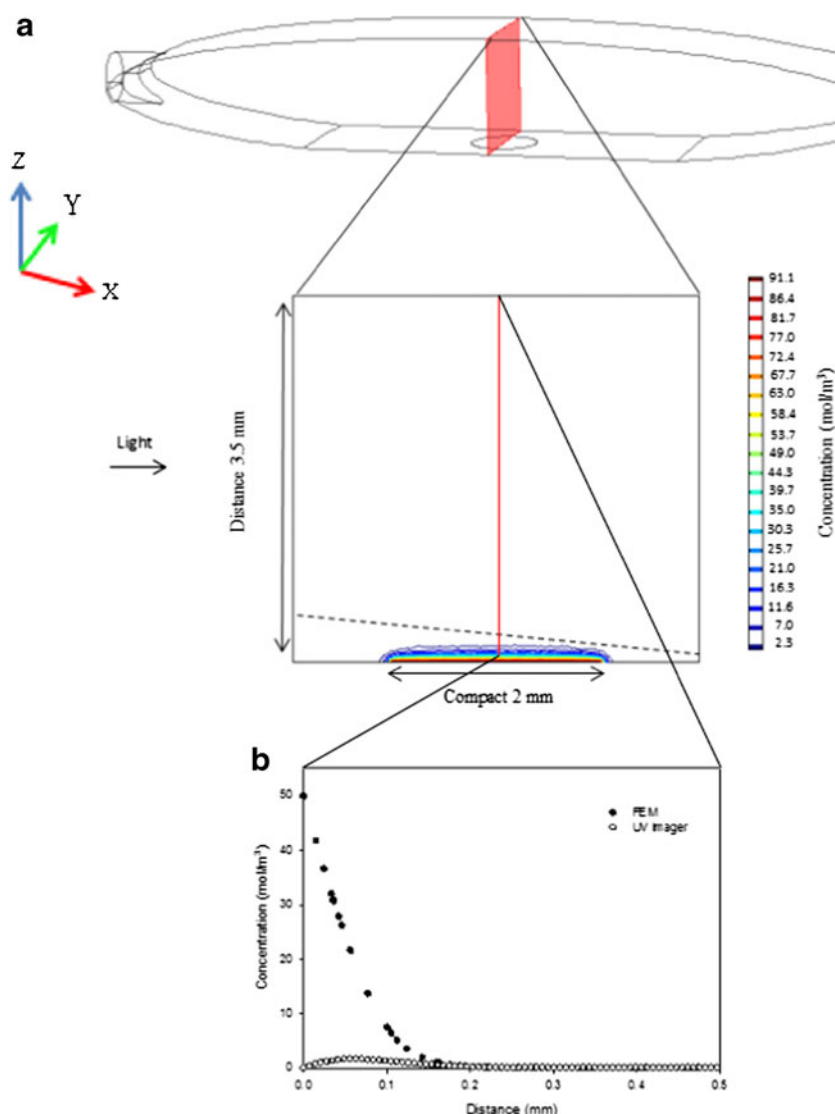 a
Z
Y
X
Light
Distance 3.5 mm
Compact 2 mm
91.1
86.4
81.7
77.0
72.4
67.7
63.0
58.4
53.7
49.0
44.3
39.7
35.0
30.3
25.7
21.0
16.3
11.6
7.0
2.3
Concentration (mol/m³)
b
FEM
UV imager
50
40
30
20
10
0
Concentration (mol/m³)
0.0 0.1 0.2 0.3 0.4 0.5
Distance (mm)